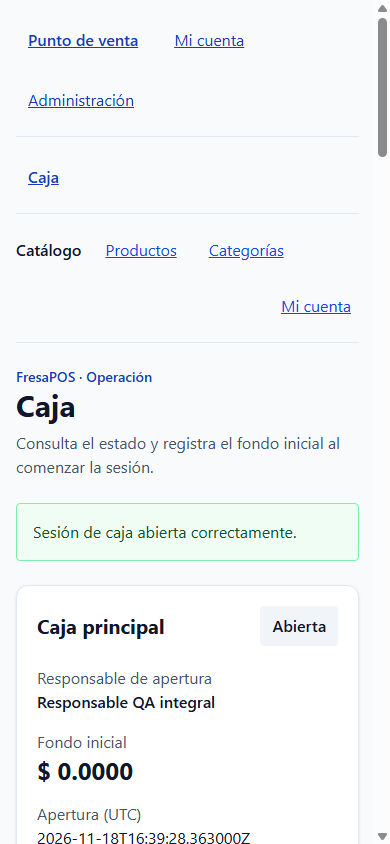 Punto de venta Mi cuenta
Administración
Caja
Catálogo Productos Categorías
Mi cuenta
FresaPOS · Operación
Caja
Consulta el estado y registra el fondo inicial al
comenzar la sesión.
Sesión de caja abierta correctamente.
Caja principal Abierta
Responsable de apertura
Responsable QA integral
Fondo inicial
$ 0.0000
Apertura (UTC)
2026-11-18T16:39:28.363000Z